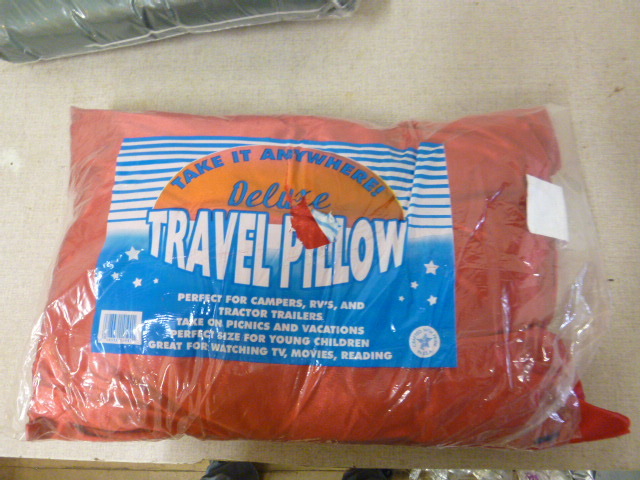 TAKE IT ANYWHERE!
Deluxe
TRAVEL PILLOW
PERFECT FOR CAMPERS, RV'S, AND
TRACTOR TRAILERS
TAKE ON PICNICS AND VACATIONS
PERFECT SIZE FOR YOUNG CHILDREN
GREAT FOR WATCHING TV, MOVIES, READING